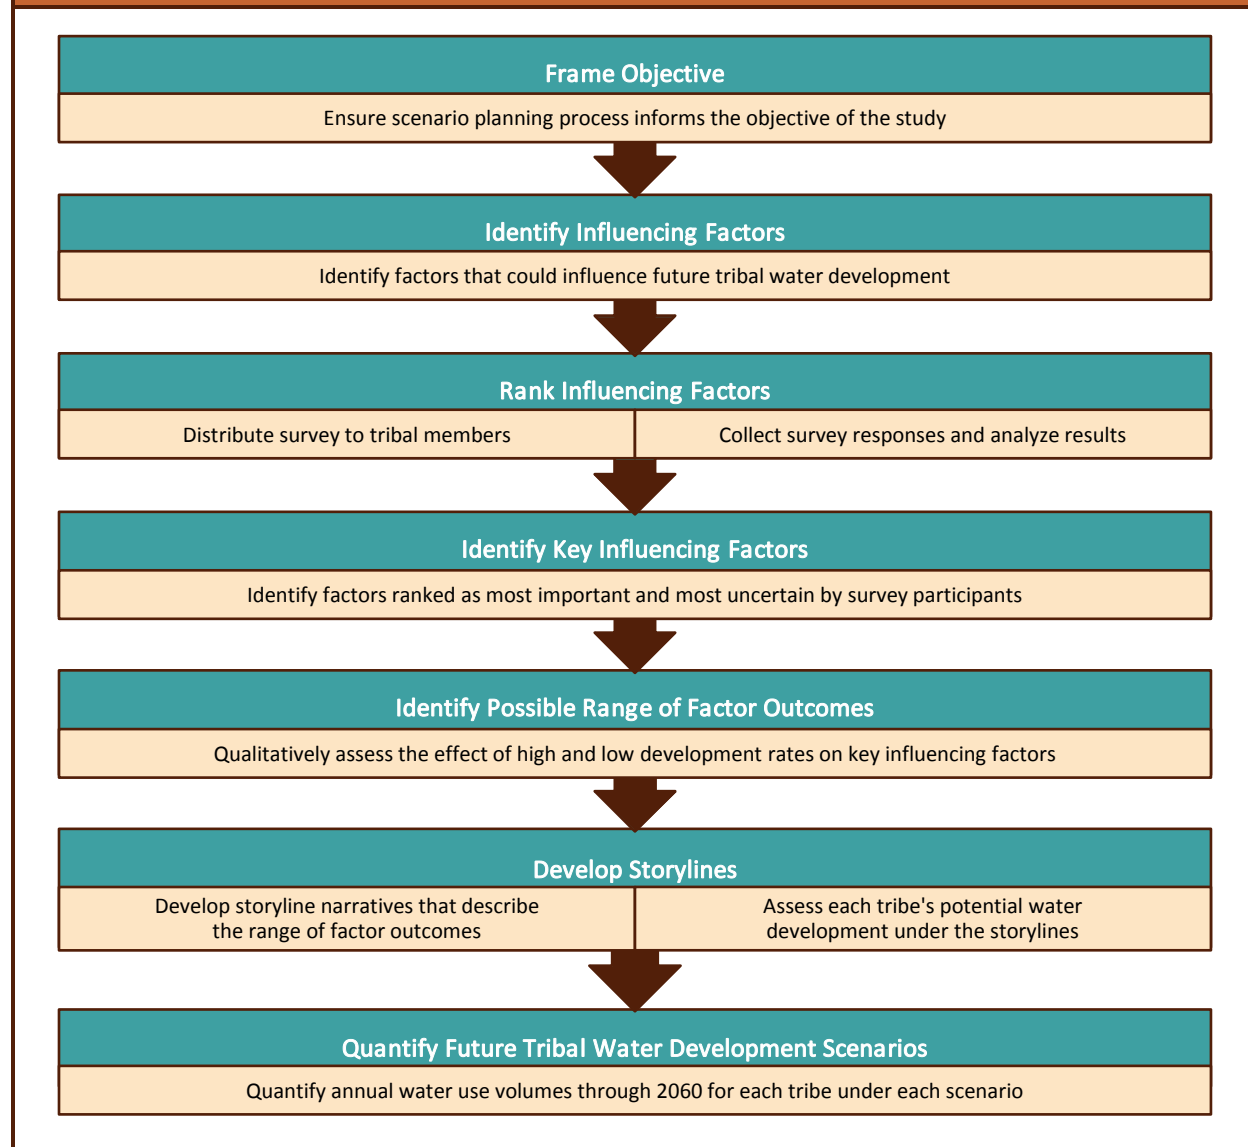 Frame Objective
Ensure scenario planning process informs the objective of the study
Identify Influencing Factors
Identify factors that could influence future tribal water development
Rank Influencing Factors
Distribute survey to tribal members
Collect survey responses and analyze results
Identify Key Influencing Factors
Identify factors ranked as most important and most uncertain by survey participants
Identify Possible Range of Factor Outcomes
Qualitatively assess the effect of high and low development rates on key influencing factors
Develop Storylines
Develop storyline narratives that describe
the range of factor outcomes
Assess each tribe's potential water
development under the storylines
Quantify Future Tribal Water Development Scenarios
Quantify annual water use volumes through 2060 for each tribe under each scenario